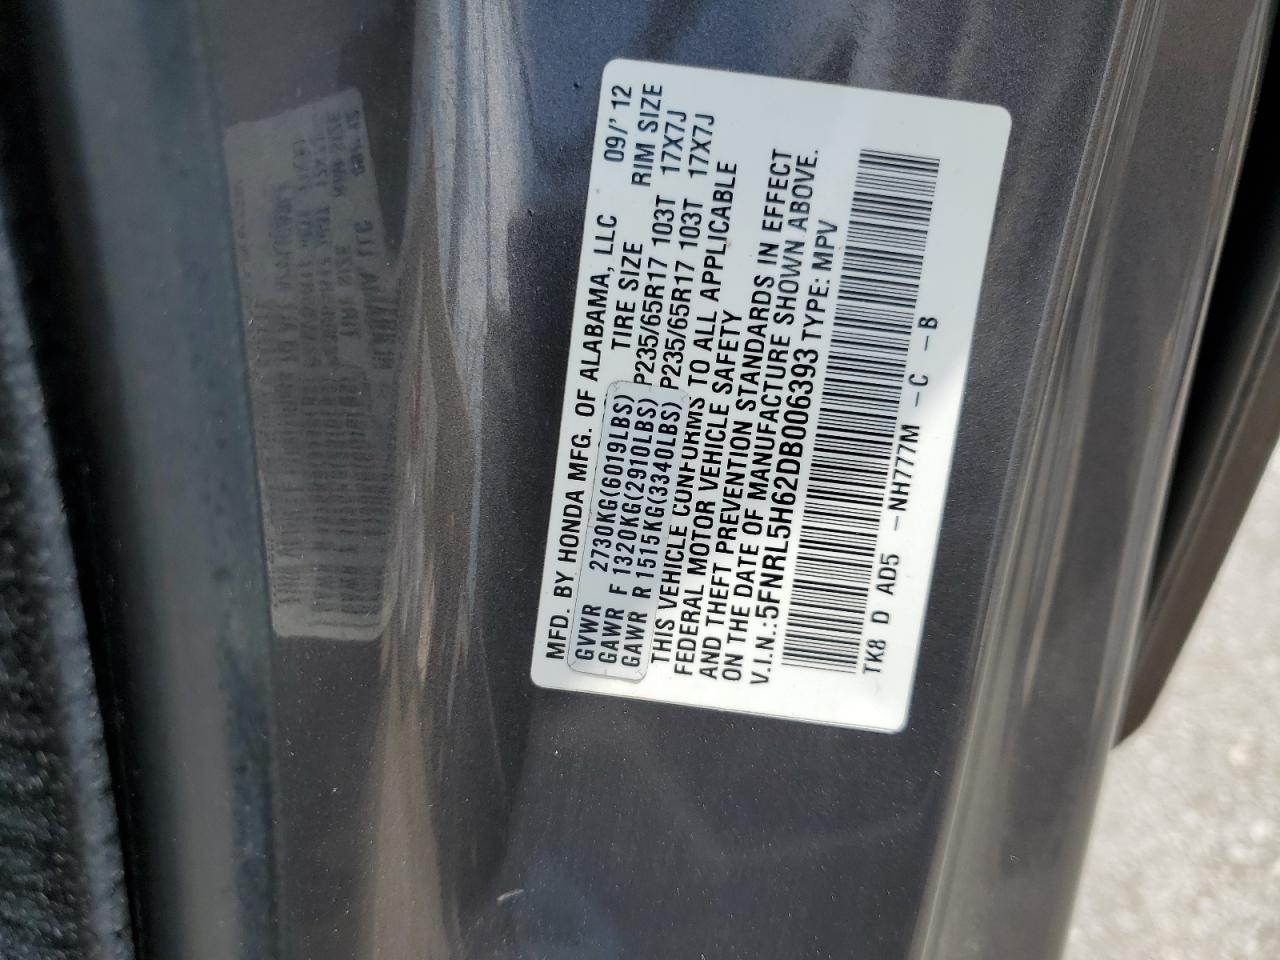 MFD. BY HONDA MFG. OF ALABAMA, LLC 09/'12
GVWR 2730KG(6019LBS) TIRE SIZE RIM SIZE
GAWR F 1320KG(2910LBS) P235/65R17 103T 17X7J
GAWR R 1515KG(3340LBS) P235/65R17 103T 17X7J
THIS VEHICLE CONFORMS TO ALL APPLICABLE
FEDERAL MOTOR VEHICLE SAFETY
AND THEFT PREVENTION STANDARDS IN EFFECT
ON THE DATE OF MANUFACTURE SHOWN ABOVE.
V.I.N.:5FNRL5H62DB006393 TYPE: MPV
TK8 D AD5 -NH777M -C -B